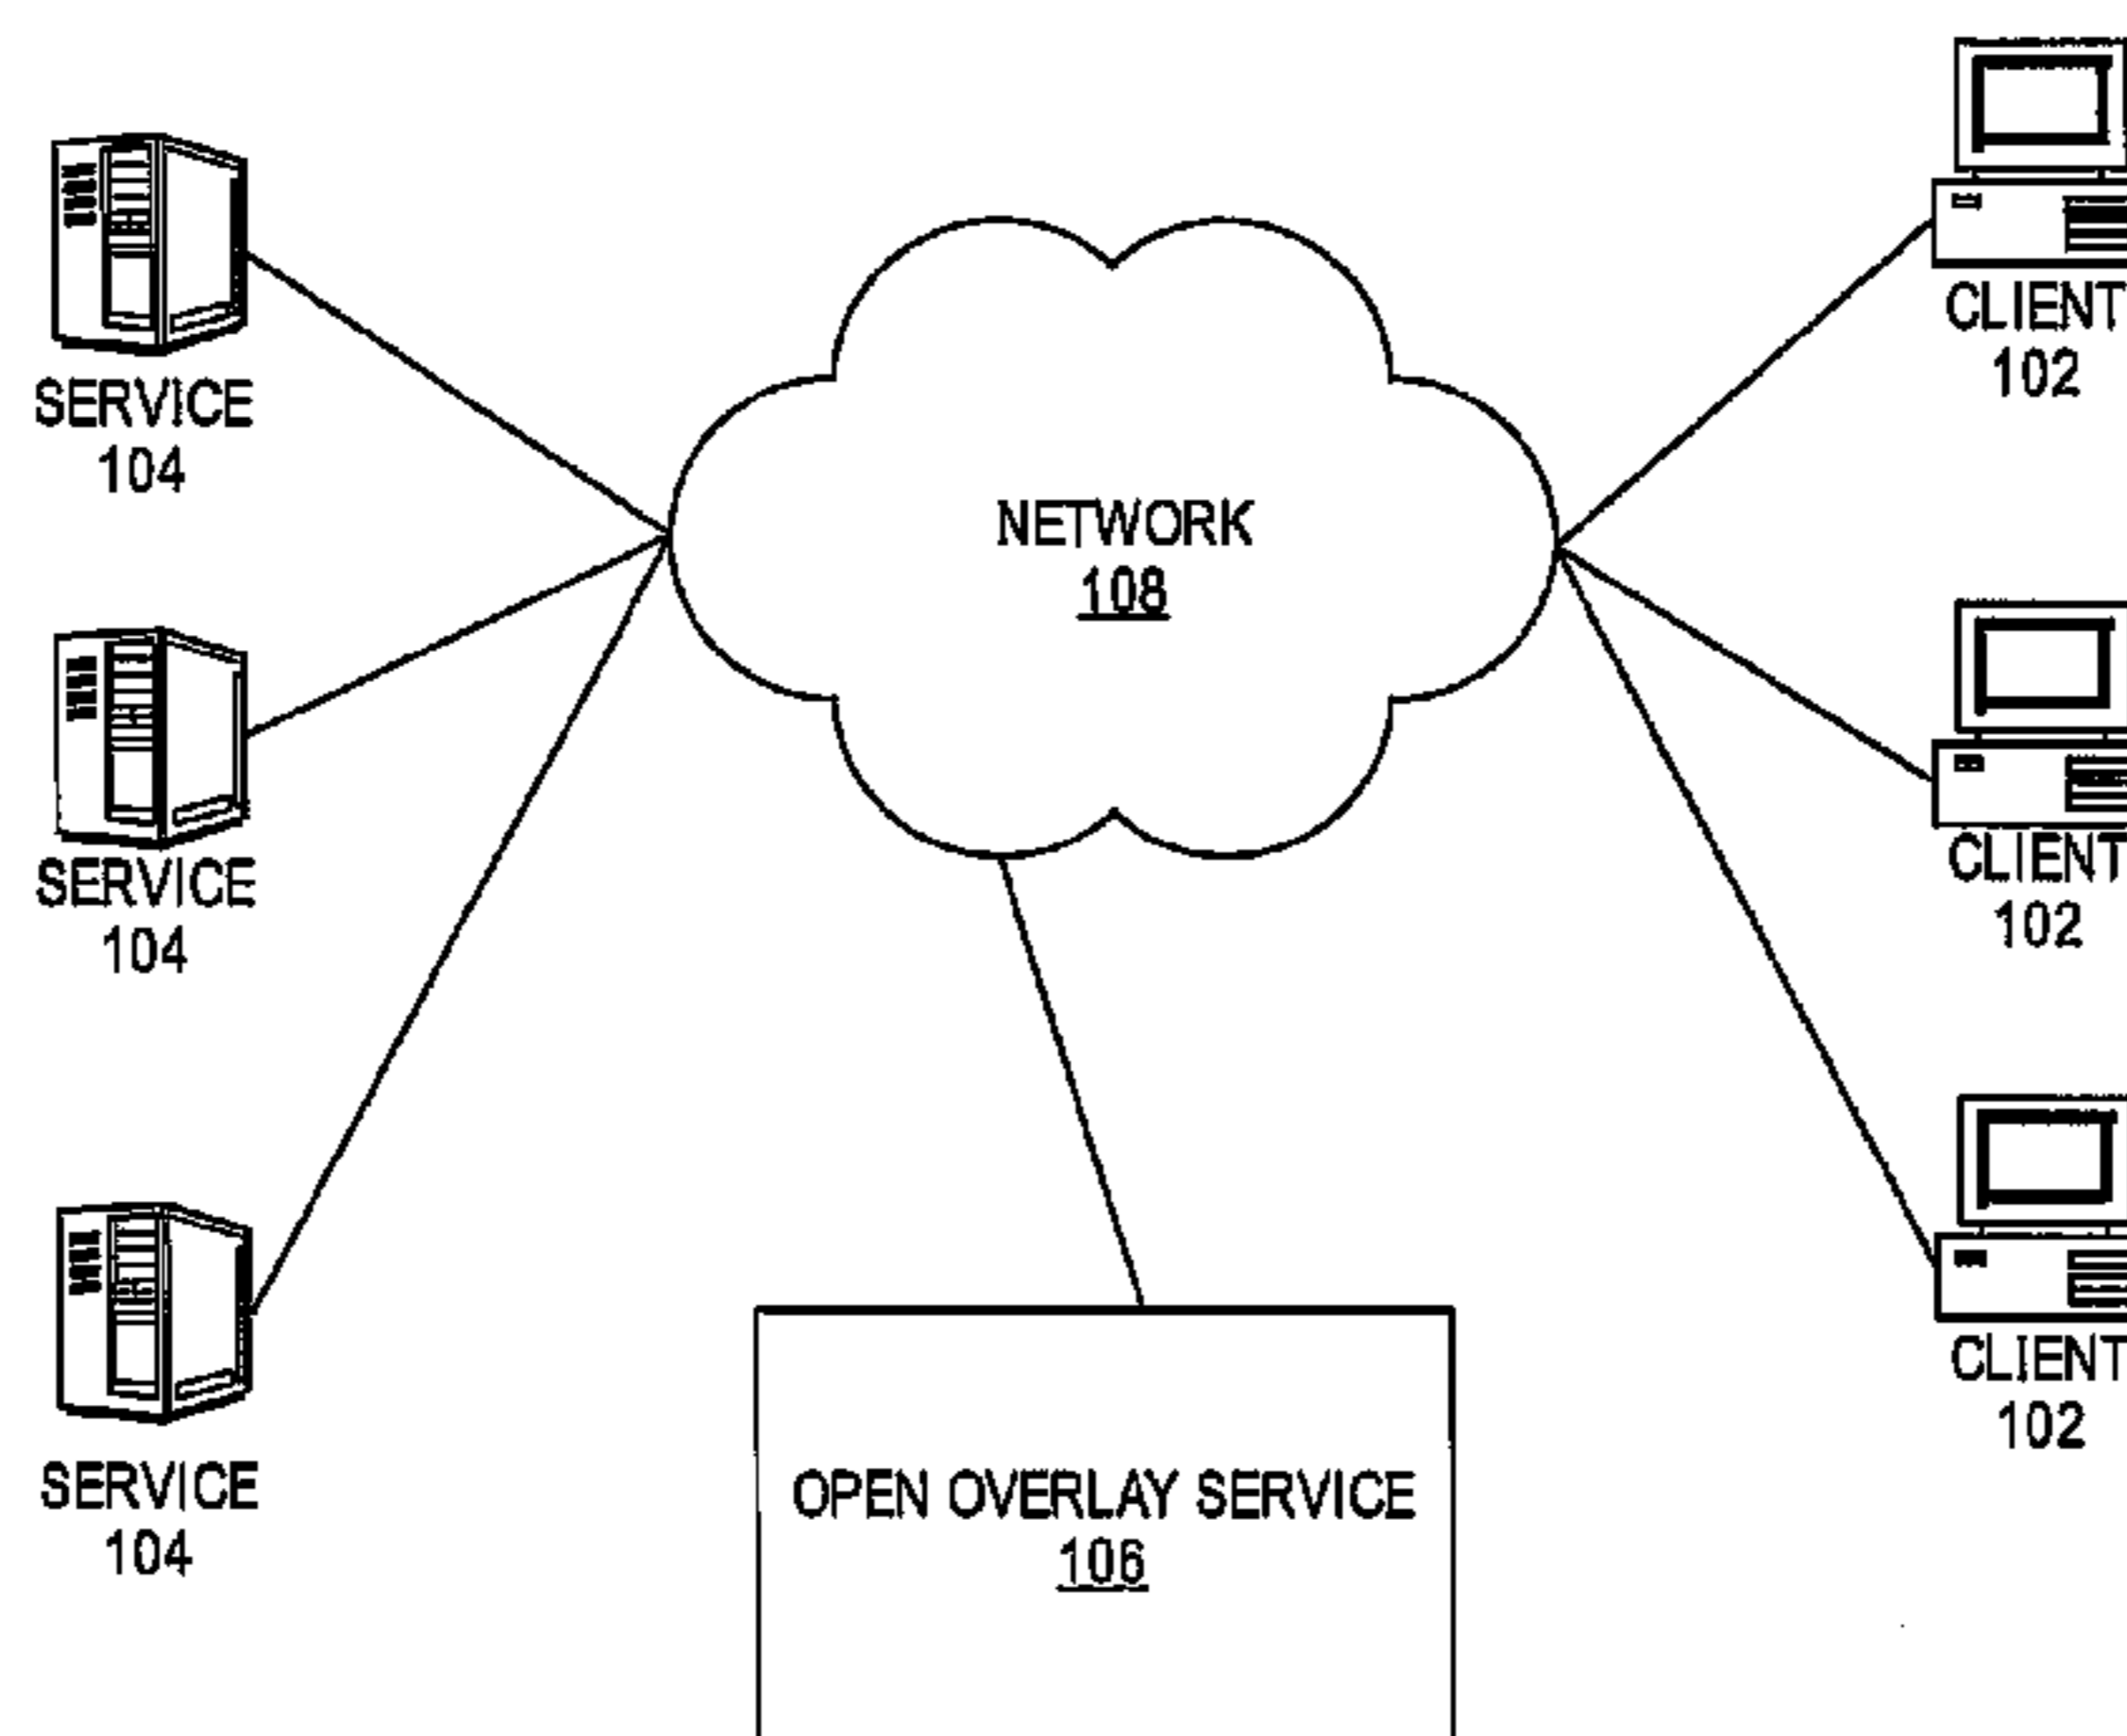 SERVICE
104
SERVICE
104
SERVICE
104
NETWORK
108
OPEN OVERLAY SERVICE
106
CLIENT
102
CLIENT
102
CLIENT
102